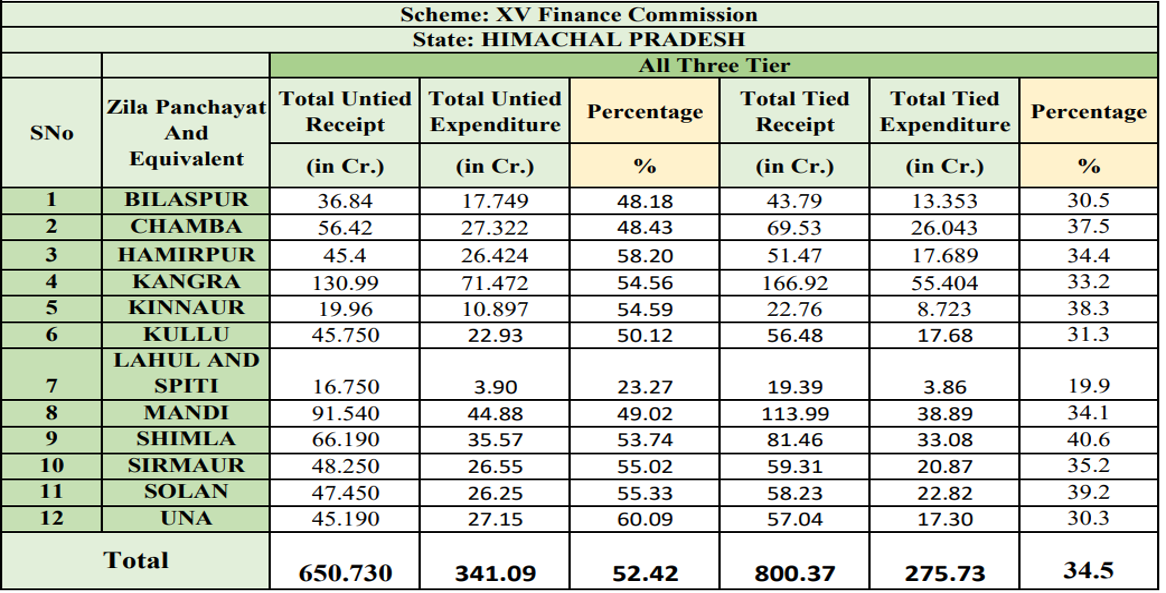 Scheme: XV Finance Commission
State: HIMACHAL PRADESH
All Three Tier
SNo Zila Panchayat And Equivalent Total Untied Receipt Total Untied Expenditure Percentage Total Tied Receipt Total Tied Expenditure Percentage
(in Cr.) (in Cr.) % (in Cr.) (in Cr.) %
1 BILASPUR 36.84 17.749 48.18 43.79 13.353 30.5
2 CHAMBA 56.42 27.322 48.43 69.53 26.043 37.5
3 HAMIRPUR 45.4 26.424 58.20 51.47 17.689 34.4
4 KANGRA 130.99 71.472 54.56 166.92 55.404 33.2
5 KINNAUR 19.96 10.897 54.59 22.76 8.723 38.3
6 KULLU 45.750 22.93 50.12 56.48 17.68 31.3
7 LAHUL AND SPITI 16.750 3.90 23.27 19.39 3.86 19.9
8 MANDI 91.540 44.88 49.02 113.99 38.89 34.1
9 SHIMLA 66.190 35.57 53.74 81.46 33.08 40.6
10 SIRMAUR 48.250 26.55 55.02 59.31 20.87 35.2
11 SOLAN 47.450 26.25 55.33 58.23 22.82 39.2
12 UNA 45.190 27.15 60.09 57.04 17.30 30.3
Total 650.730 341.09 52.42 800.37 275.73 34.5